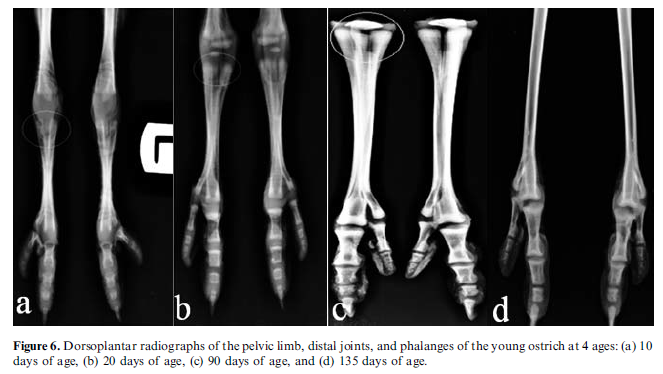 G
a
b
c
d
Figure 6. Dorsoplantar radiographs of the pelvic limb, distal joints, and phalanges of the young ostrich at 4 ages: (a) 10
days of age, (b) 20 days of age, (c) 90 days of age, and (d) 135 days of age.